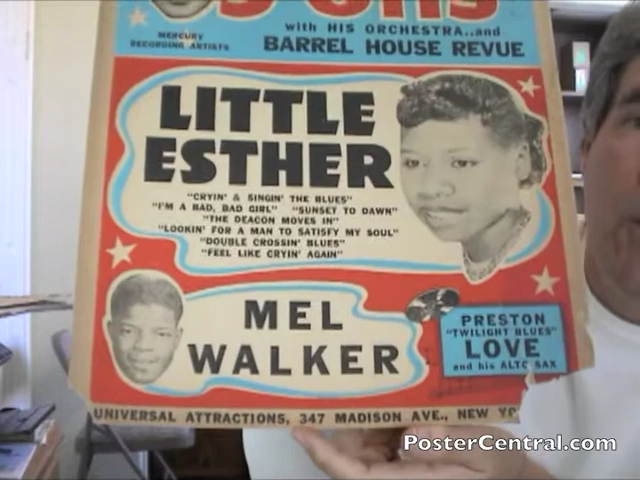 with HIS ORCHESTRA..and
MERCURY
RECORDING ARTISTS
BARREL HOUSE REVUE
LITTLE
ESTHER
"CRYIN' & SINGIN' THE BLUES"
"I'M A BAD, BAD GIRL" "SUNSET TO DAWN"
"THE DEACON MOVES IN"
"LOOKIN' FOR A MAN TO SATISFY MY SOUL"
"DOUBLE CROSSIN' BLUES"
"FEEL LIKE CRYIN' AGAIN"
MEL
WALKER
PRESTON
"TWILIGHT BLUES"
LOVE
and his ALTO SAX
UNIVERSAL ATTRACTIONS, 347 MADISON AVE., NEW YO
PosterCentral.com